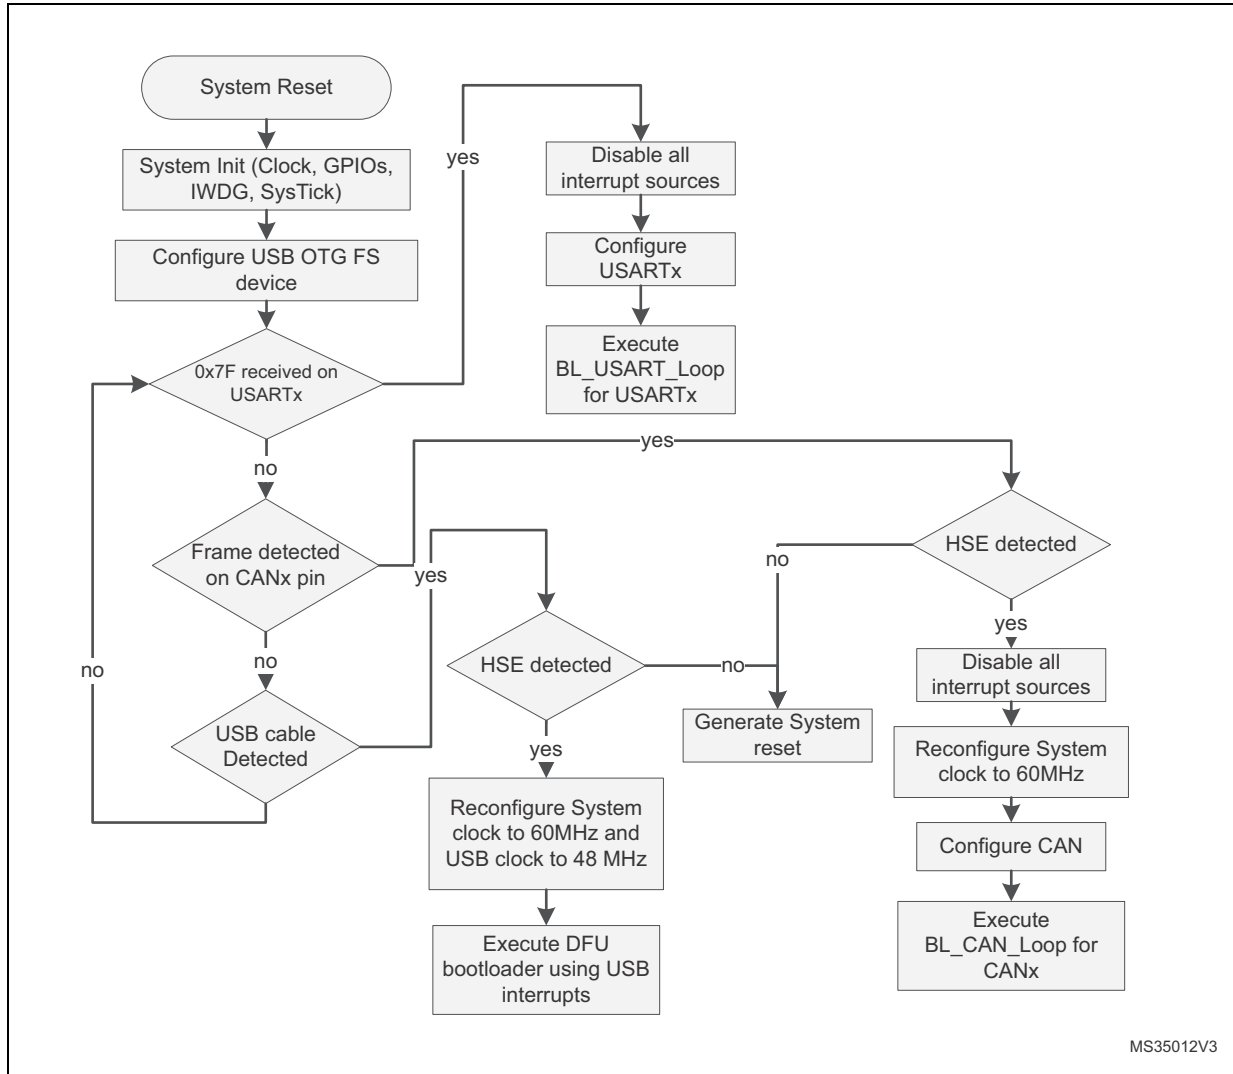 System Reset
System Init (Clock, GPIOs,
IWDG, SysTick)
Configure USB OTG FS
device
0x7F received on
USARTx
yes
Disable all
interrupt sources
Configure
USARTx
Execute
BL_USART_Loop
for USARTx
no
Frame detected
on CANx pin
yes
HSE detected
no
yes
Disable all
interrupt sources
Reconfigure System
clock to 60MHz
Configure CAN
Execute
BL_CAN_Loop for
CANx
no
USB cable
Detected
no
yes
HSE detected
no
Generate System
reset
yes
Reconfigure System
clock to 60MHz and
USB clock to 48 MHz
Execute DFU
bootloader using USB
interrupts
MS35012V3